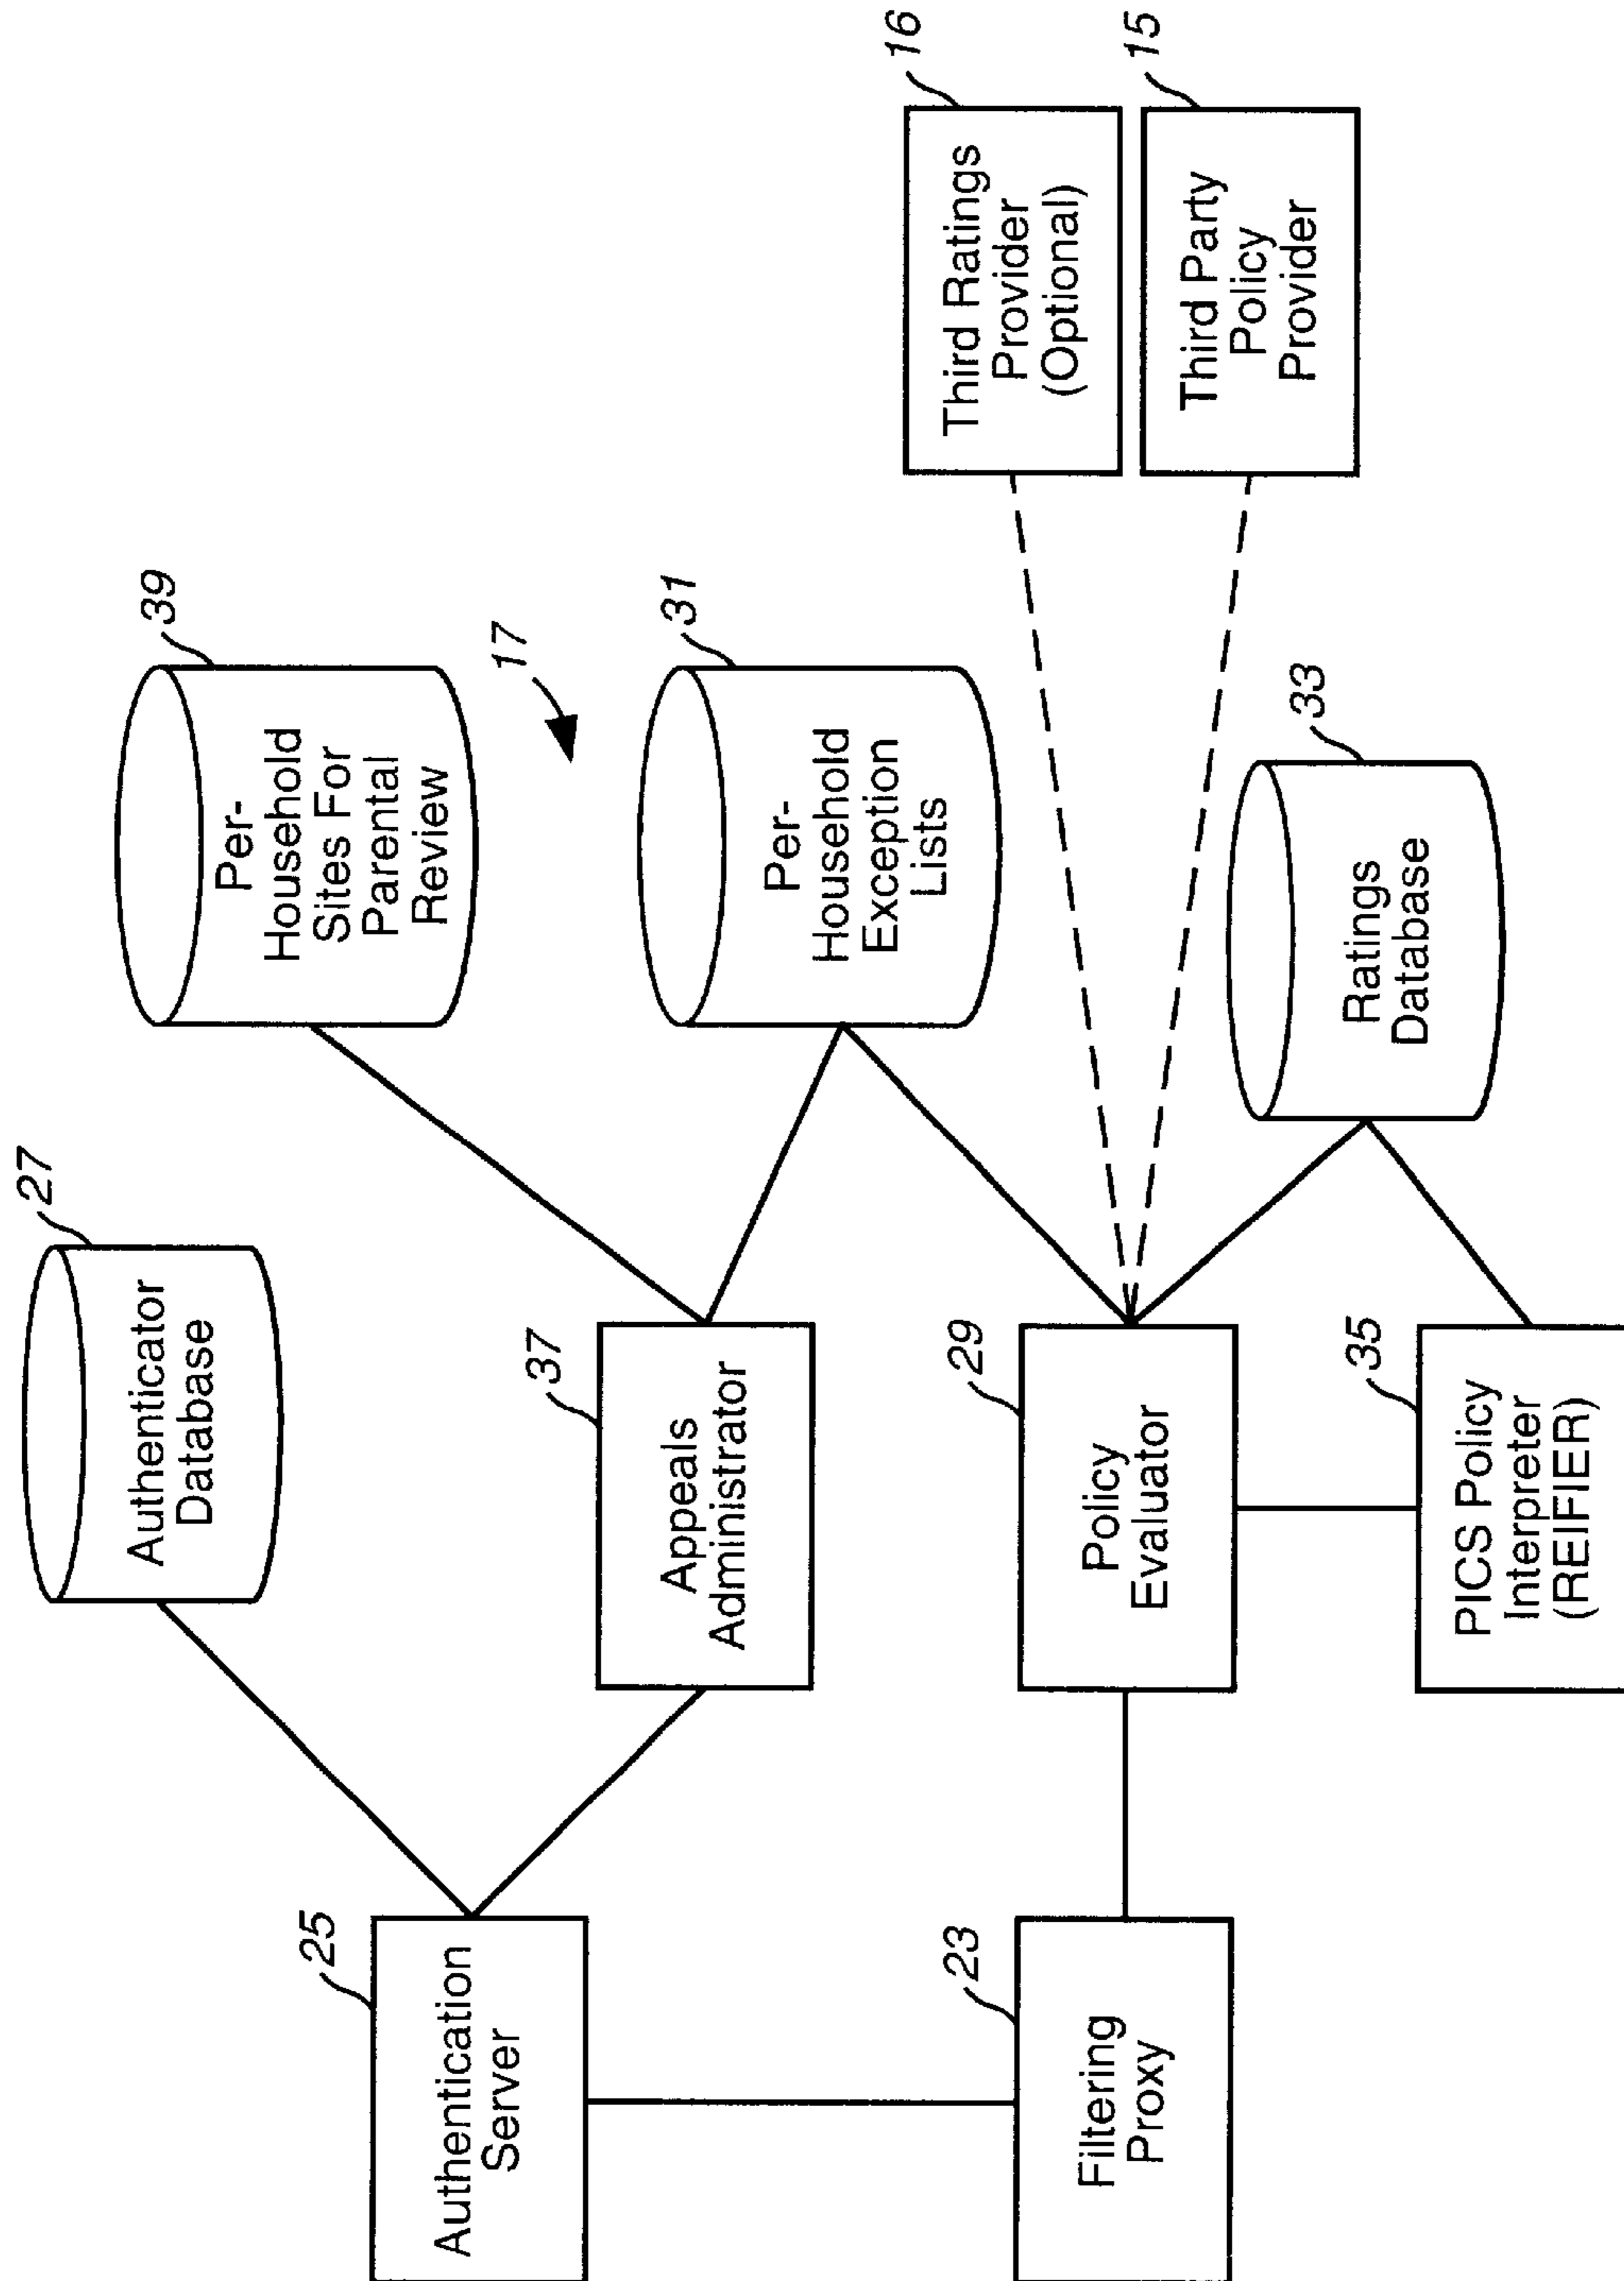 27
Authenticator
Database
39
Per-
Household
Sites For
Parental
Review
17
25
Authentication
Server
37
Appeals
Administrator
31
Per-
Household
Exception
Lists
16
Third Ratings
Provider
(Optional)
23
Filtering
Proxy
29
Policy
Evaluator
15
Third Party
Policy
Provider
33
Ratings
Database
35
PICS Policy
Interpreter
(REIFIER)